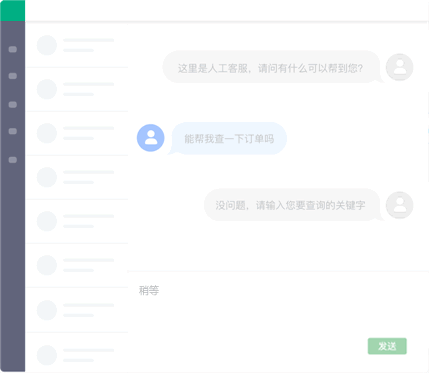 这里是人工客服，请问有什么可以帮到您?
能帮我查一下订单吗
没问题，请输入您要查询的关键字
稍等
发送